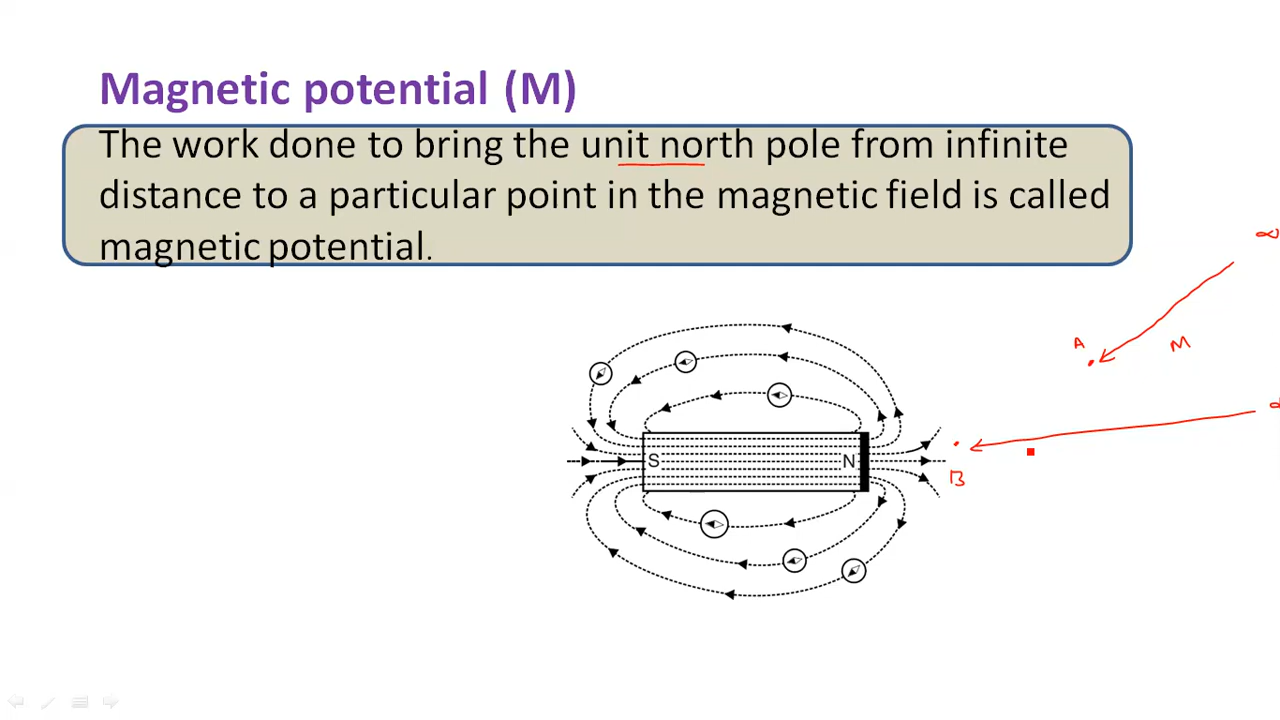 Magnetic potential (M)
The work done to bring the unit north pole from infinite
distance to a particular point in the magnetic field is called
magnetic potential.
∞
A
M
S
N
B